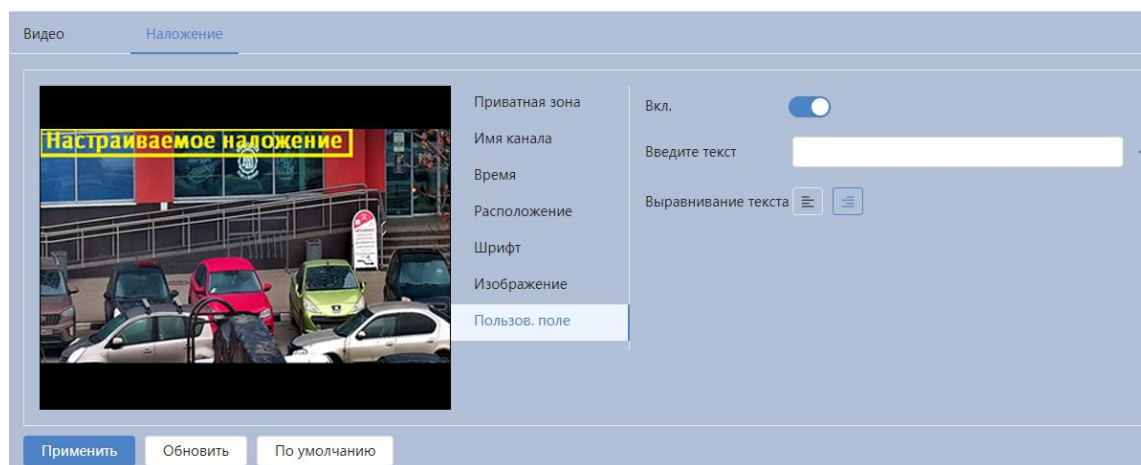 Видео
Наложение
Настраиваемое наложение
Приватная зона
Имя канала
Время
Расположение
Шрифт
Изображение
Пользов. поле
Вкл.
Введите текст
Выравнивание текста
Применить
Обновить
По умолчанию